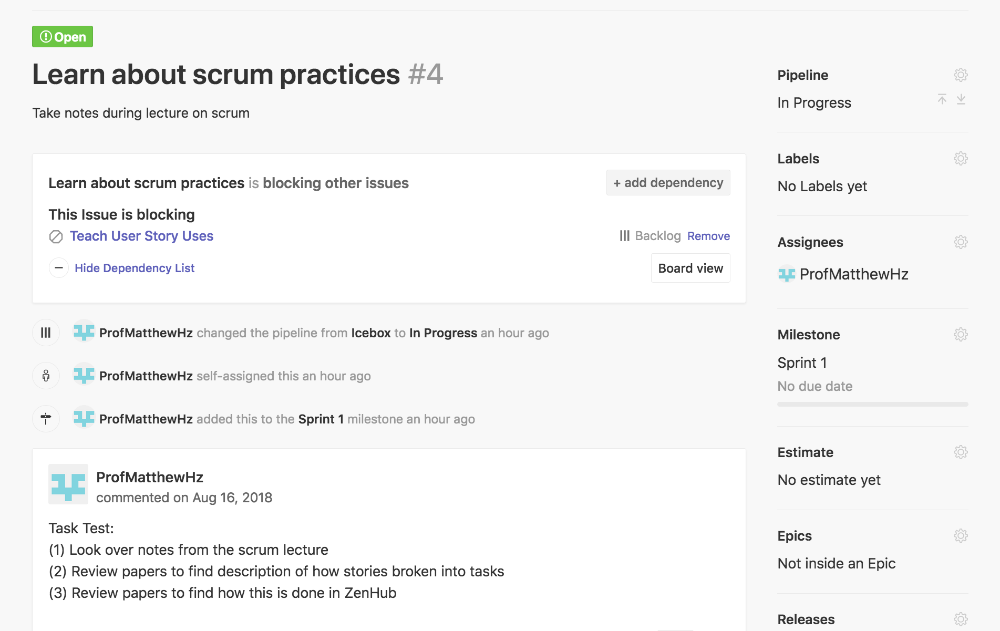 Open
Learn about scrum practices #4
Take notes during lecture on scrum
Learn about scrum practices is blocking other issues
+ add dependency
This Issue is blocking
Teach User Story Uses
Backlog Remove
Hide Dependency List
Board view
ProfMatthewHz changed the pipeline from Icebox to In Progress an hour ago
ProfMatthewHz self-assigned this an hour ago
ProfMatthewHz added this to the Sprint 1 milestone an hour ago
ProfMatthewHz
commented on Aug 16, 2018
Task Test:
(1) Look over notes from the scrum lecture
(2) Review papers to find description of how stories broken into tasks
(3) Review papers to find how this is done in ZenHub
Pipeline
In Progress
Labels
No Labels yet
Assignees
ProfMatthewHz
Milestone
Sprint 1
No due date
Estimate
No estimate yet
Epics
Not inside an Epic
Releases